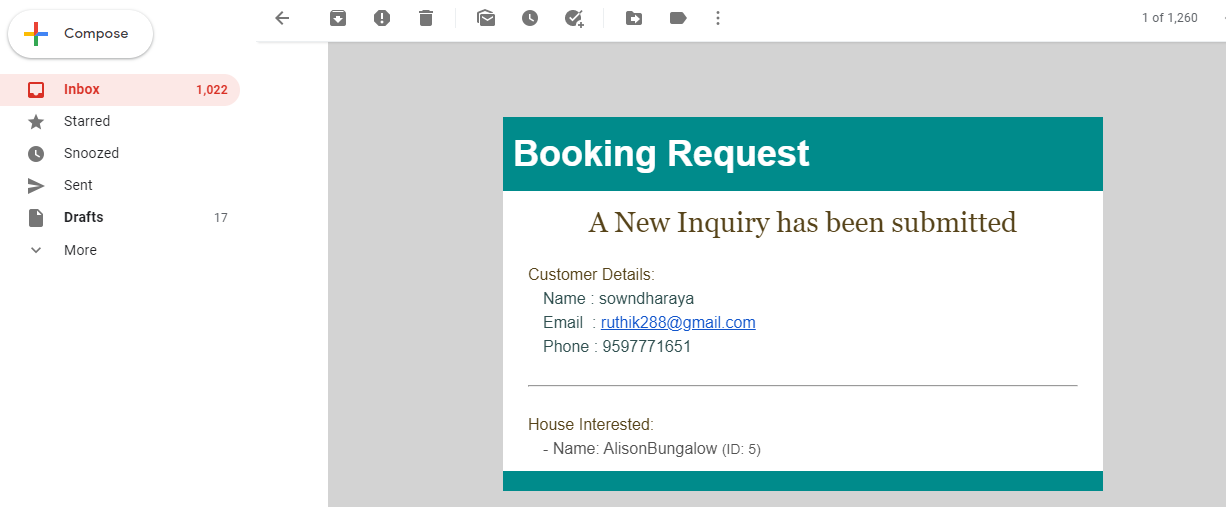 Compose
1 of 1,260
Inbox 1,022
Starred
Snoozed
Sent
Drafts 17
More
Booking Request
A New Inquiry has been submitted
Customer Details:
Name : sowndharaya
Email : ruthik288@gmail.com
Phone : 9597771651
House Interested:
- Name: AlisonBungalow (ID: 5)